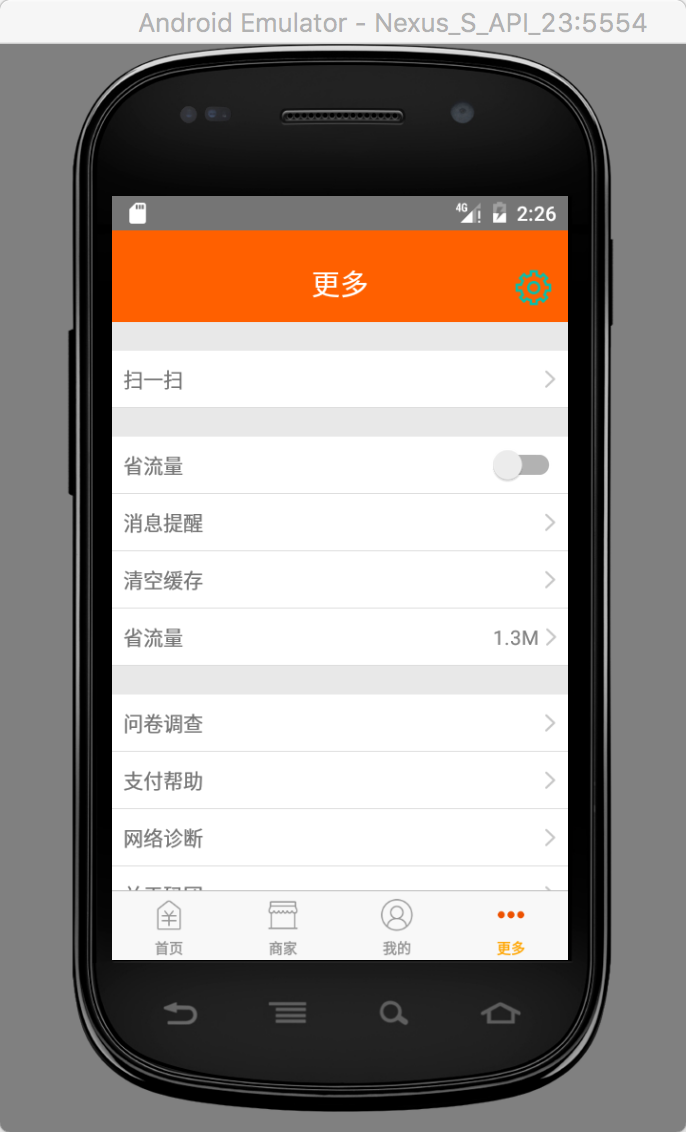 Android Emulator - Nexus_S_API_23:5554
4G 2:26
更多
扫一扫
省流量
消息提醒
清空缓存
省流量 1.3M
问卷调查
支付帮助
网络诊断
首页 商家 我的 更多